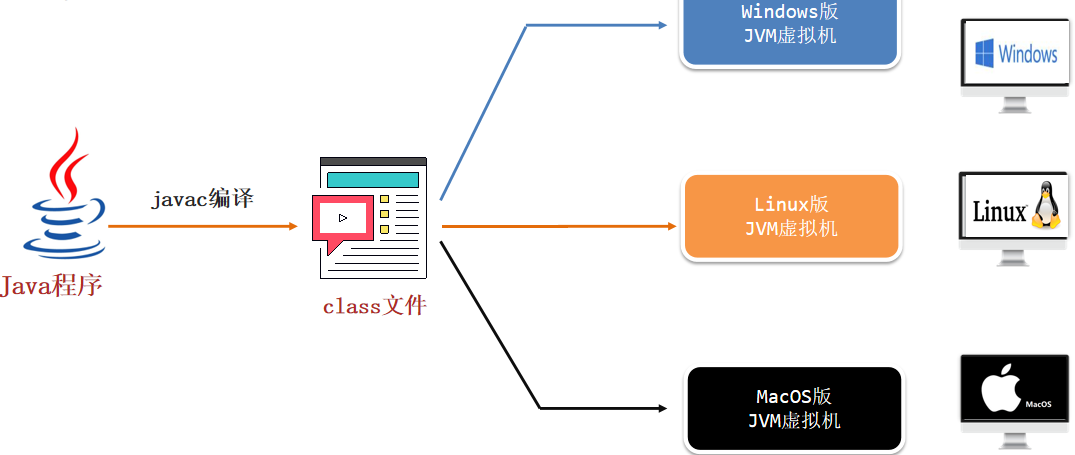 Windows版
JVM虚拟机
Windows
javac编译
Java程序
class文件
Linux版
JVM虚拟机
Linux
MacOS版
JVM虚拟机
MacOS